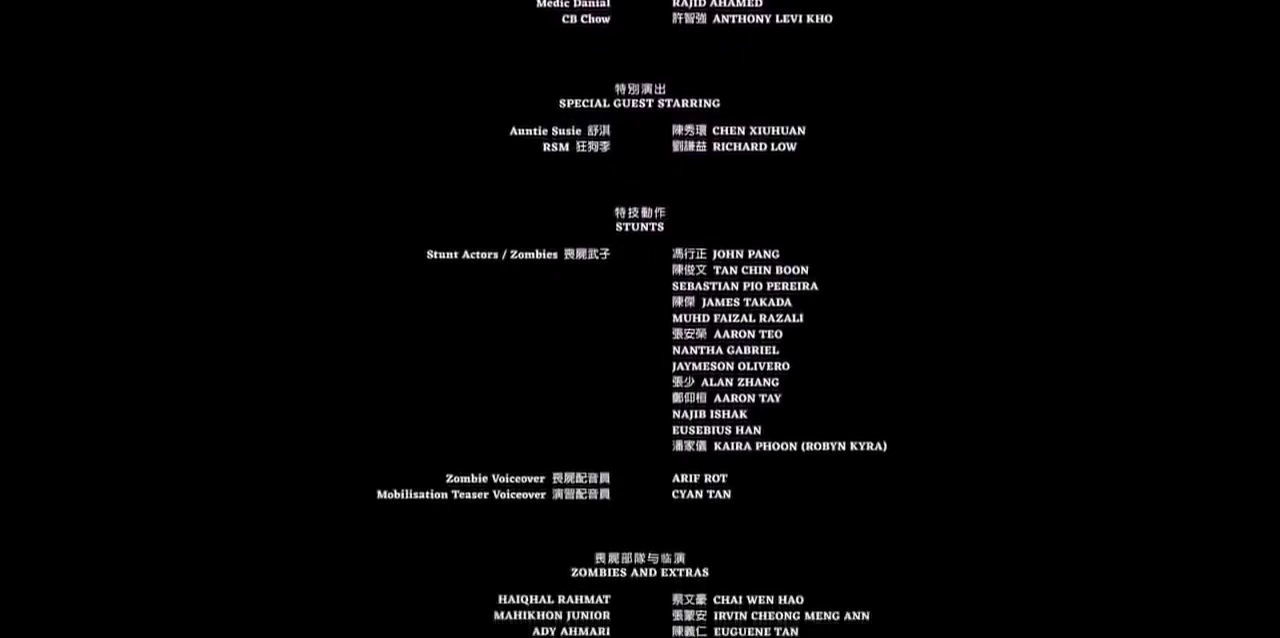 Medic Danial RAJID AHAMED
CB Chow 許智強 ANTHONY LEVI KHO
特別演出
SPECIAL GUEST STARRING
Auntie Susie 舒淇 陳秀環 CHEN XIUHUAN
RSM 狂狗李 劉謙益 RICHARD LOW
特技動作
STUNTS
Stunt Actors / Zombies 喪屍武子 馮行正 JOHN PANG
陳俊文 TAN CHIN BOON
SEBASTIAN PIO PEREIRA
陳傑 JAMES TAKADA
MUHD FAIZAL RAZALI
張安榮 AARON TEO
NANTHA GABRIEL
JAYMESON OLIVERO
張少 ALAN ZHANG
鄭仰桓 AARON TAY
NAJIB ISHAK
EUSEBIUS HAN
潘家儀 KAIRA PHOON (ROBYN KYRA)
Zombie Voiceover 喪屍配音員 ARIF ROT
Mobilisation Teaser Voiceover 演習配音員 CYAN TAN
喪屍部隊与临演
ZOMBIES AND EXTRAS
HAIQHAL RAHMAT 蔡文豪 CHAI WEN HAO
MAHIKHON JUNIOR 張蒙安 IRVIN CHEONG MENG ANN
ADY AHMARI 陳義仁 EUGUENE TAN